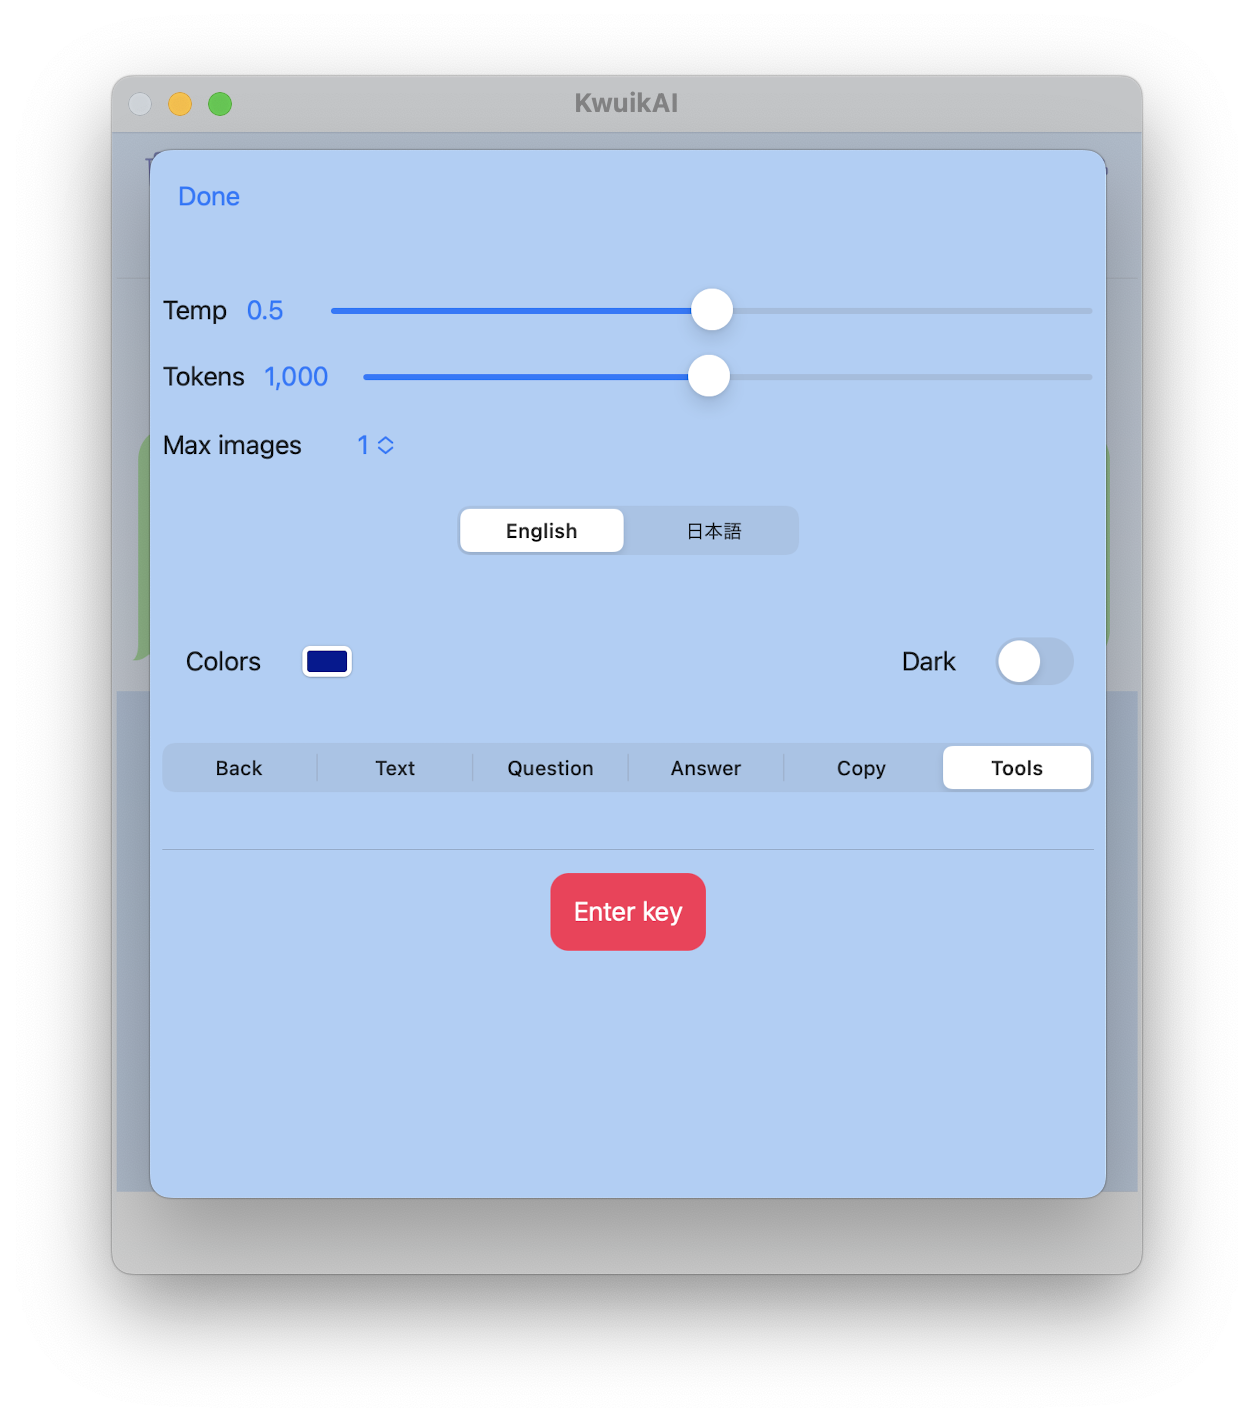 KwuikAI
Done
Temp 0.5
Tokens 1,000
Max images 1
English 日本語
Colors Dark
Back Text Question Answer Copy Tools
Enter key